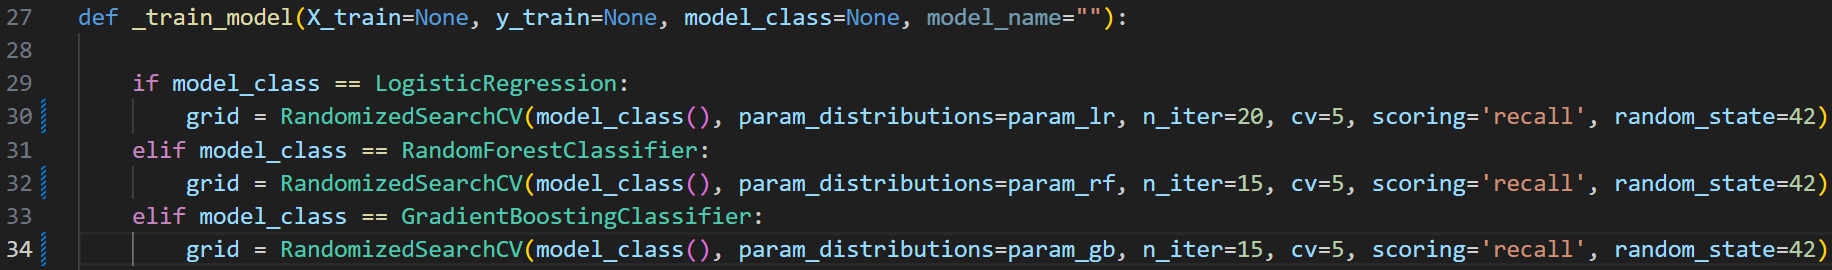 27 def _train_model(X_train=None, y_train=None, model_class=None, model_name=""):
28
29 if model_class == LogisticRegression:
30 grid = RandomizedSearchCV(model_class(), param_distributions=param_lr, n_iter=20, cv=5, scoring='recall', random_state=42)
31 elif model_class == RandomForestClassifier:
32 grid = RandomizedSearchCV(model_class(), param_distributions=param_rf, n_iter=15, cv=5, scoring='recall', random_state=42)
33 elif model_class == GradientBoostingClassifier:
34 grid = RandomizedSearchCV(model_class(), param_distributions=param_gb, n_iter=15, cv=5, scoring='recall', random_state=42)